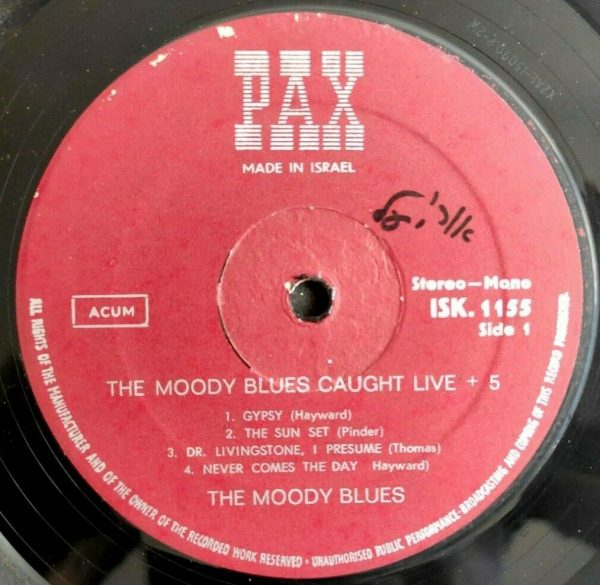 PAX
MADE IN ISRAEL
Stereo—Mono
ISK. 1155
Side 1
ACUM
THE MOODY BLUES CAUGHT LIVE + 5
1. GYPSY (Hayward)
2. THE SUN SET (Pinder)
3. DR. LIVINGSTONE, I PRESUME (Thomas)
4. NEVER COMES THE DAY Hayward)
THE MOODY BLUES
ALL RIGHTS OF THE MANUFACTURER AND OF THE OWNER OF THE RECORDED WORK RESERVED · UNAUTHORISED PUBLIC PERFORMANCE · BROADCASTING AND COPYING OF THIS RECORD PROHIBITED.